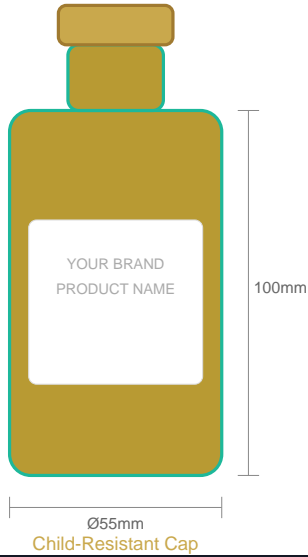 YOUR BRAND
PRODUCT NAME
100mm
Ø55mm
Child-Resistant Cap